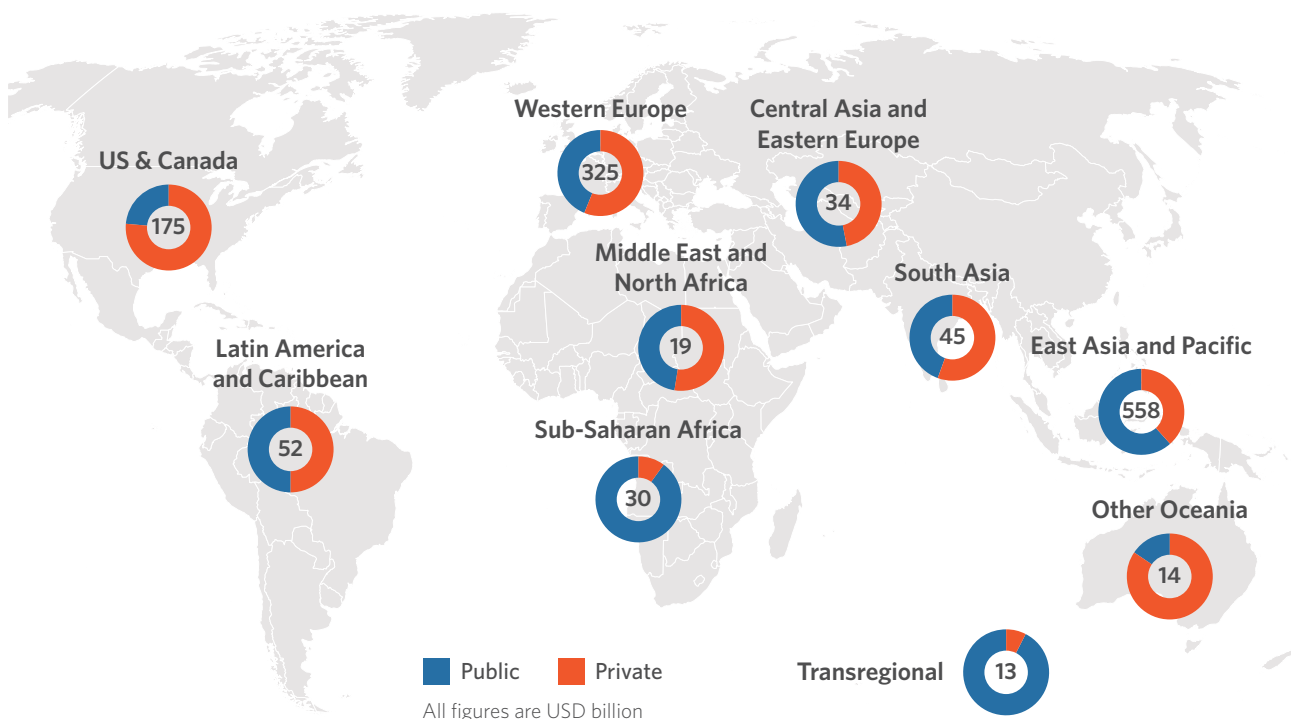 Western Europe
325
Central Asia and
Eastern Europe
34
US & Canada
175
Middle East and
North Africa
19
South Asia
45
Latin America
and Caribbean
52
East Asia and Pacific
558
Sub-Saharan Africa
30
Other Oceania
14
Transregional
13
Public
Private
All figures are USD billion